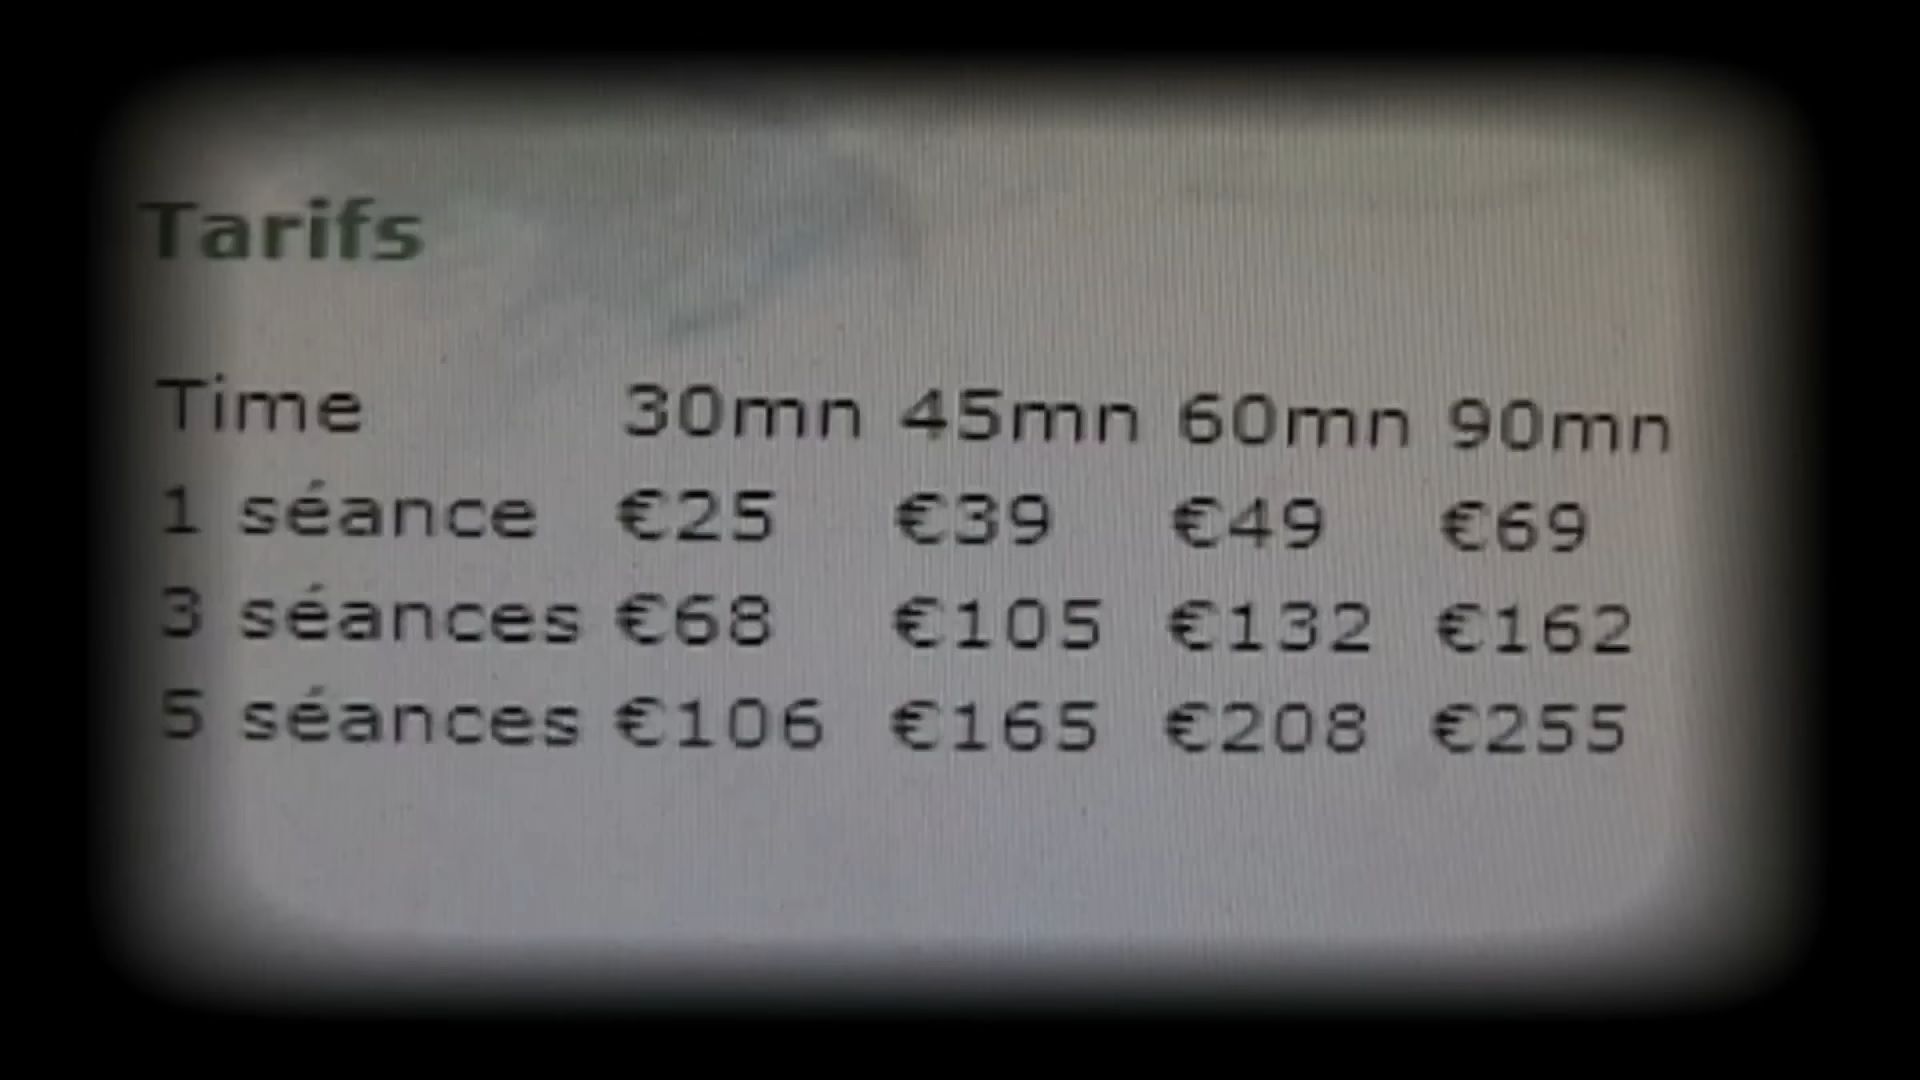 Tarifs
Time 30mn 45mn 60mn 90mn
1 séance €25 €39 €49 €69
3 séances €68 €105 €132 €162
5 séances €106 €165 €208 €255